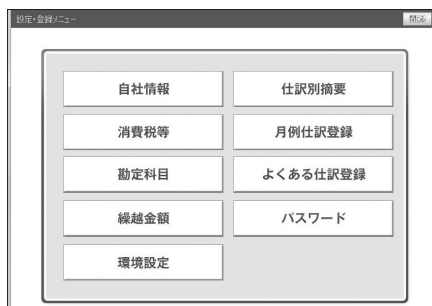 設定・登録メニュー
閉じる
自社情報
仕訳別摘要
消費税等
月例仕訳登録
勘定科目
よくある仕訳登録
繰越金額
パスワード
環境設定